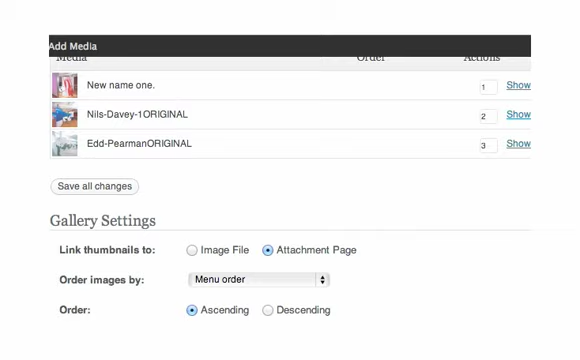 Add Media
Media Order Actions
New name one. 1 Show
Nils-Davey-1ORIGINAL 2 Show
Edd-PearmanORIGINAL 3 Show
Save all changes
Gallery Settings
Link thumbnails to: Image File Attachment Page
Order images by: Menu order
Order: Ascending Descending